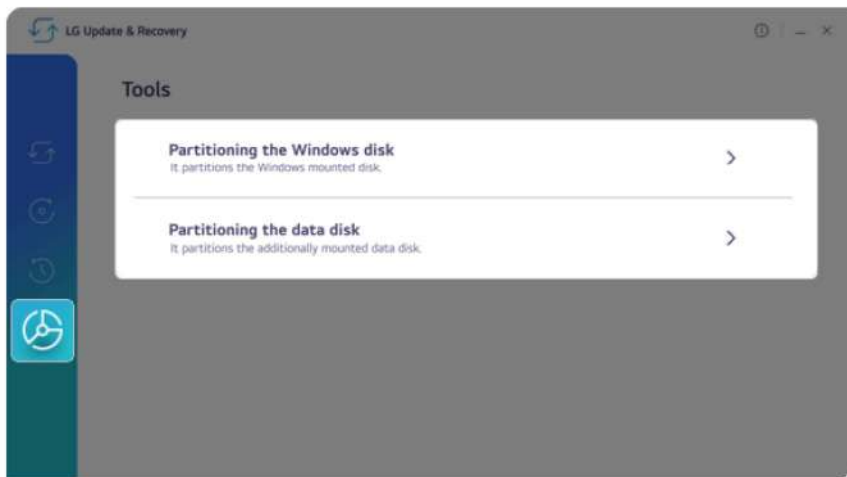 LG Update & Recovery
Tools
Partitioning the Windows disk
It partitions the Windows mounted disk.
Partitioning the data disk
It partitions the additionally mounted data disk.